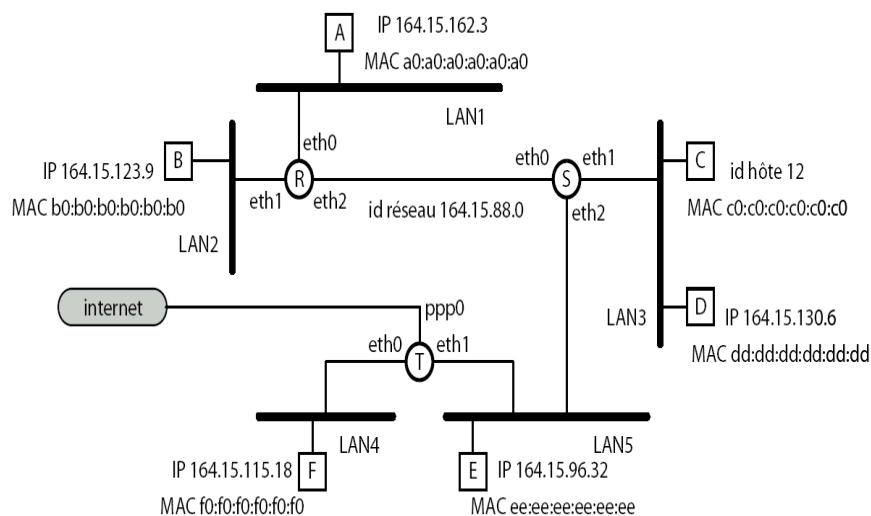 A
IP 164.15.162.3
MAC a0:a0:a0:a0:a0:a0
LAN1
eth0
B
IP 164.15.123.9
MAC b0:b0:b0:b0:b0:b0
LAN2
eth1
R
eth2
id réseau 164.15.88.0
eth0
S
eth1
eth2
C
id hôte 12
MAC c0:c0:c0:c0:c0:c0
LAN3
D
IP 164.15.130.6
MAC dd:dd:dd:dd:dd:dd
internet
ppp0
eth0
T
eth1
LAN4
IP 164.15.115.18
F
MAC f0:f0:f0:f0:f0:f0
LAN5
E
IP 164.15.96.32
MAC ee:ee:ee:ee:ee:ee